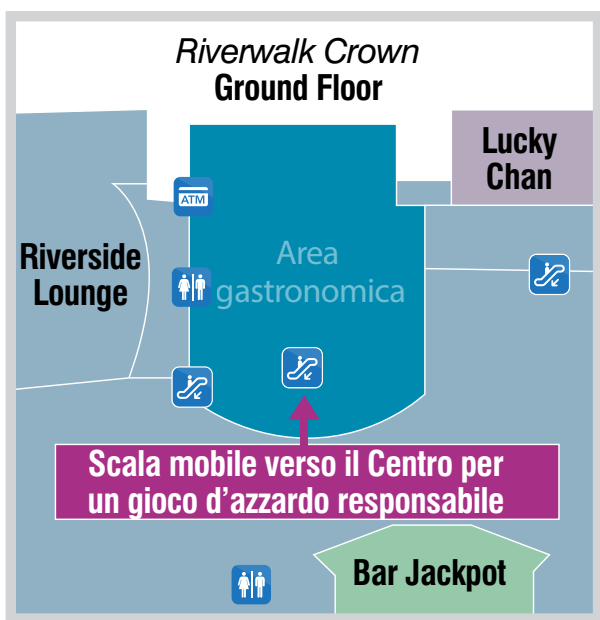 Riverwalk Crown
Ground Floor
Lucky
Chan
ATM
Riverside
Lounge
Area
gastronomica
Scala mobile verso il Centro per
un gioco d’azzardo responsabile
Bar Jackpot